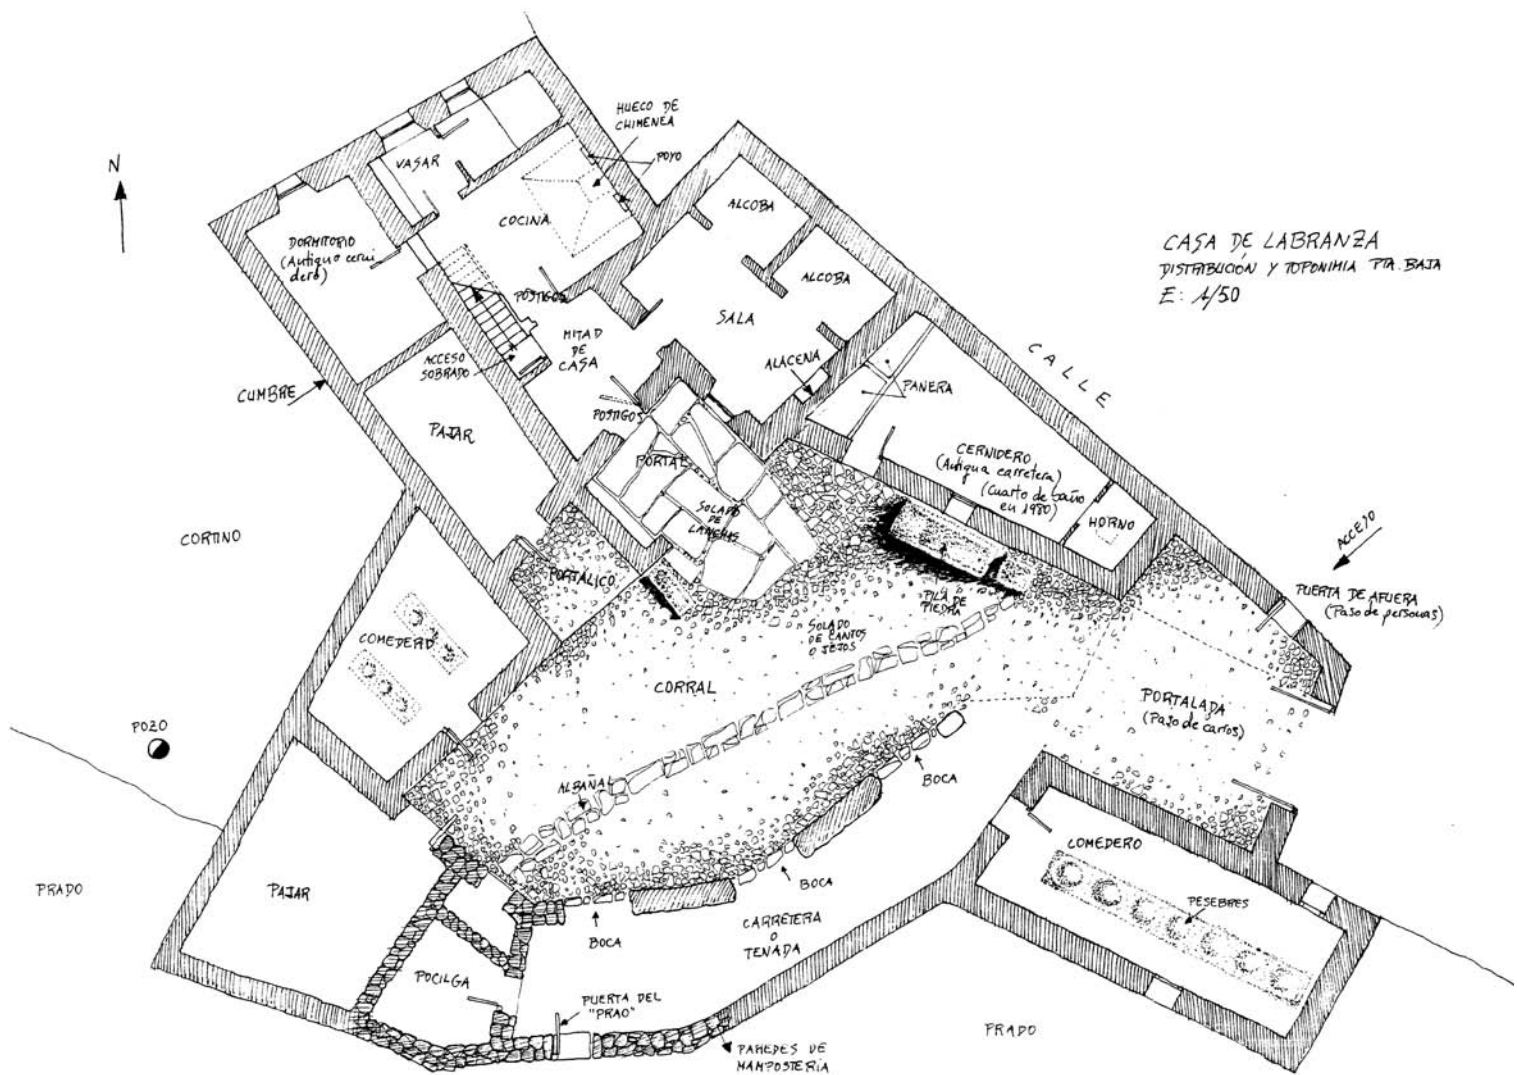 HUECO DE
CHIMENEA
N
VASAR
POYO
COCINA
ALCOBA
DORMITORIO
(Antiguo cerni
dero)
CASA DE LABRANZA
DISTRIBUCIÓN Y TOPONIMIA PTA. BAJA
E: 1/50
ALCOBA
POSTIGOS
SALA
MITAD
DE
CASA
ACCESO
SOBRADO
ALACENA
CALLE
CUMBRE
PANERA
POSTIGOS
PAJAR
PORTAL
CERNIDERO
(Antigua carretera)
(Cuarto de baño
en 1980)
SOLADO
DE
LANCHAS
HORNO
ACCESO
CORTINO
PORTALICO
PILA DE
PIEDRA
PUERTA DE AFUERA
(Paso de personas)
COMEDERO
SOLADO
DE CANTOS
O JEJOS
CORRAL
PORTALADA
(Paso de carros)
POZO
ALBAÑAL
BOCA
COMEDERO
PRADO
PAJAR
BOCA
PESEBRES
CARRETERA
O
TENADA
BOCA
POCILGA
PUERTA DEL
"PRAO"
PRADO
PAREDES DE
MAMPOSTERIA